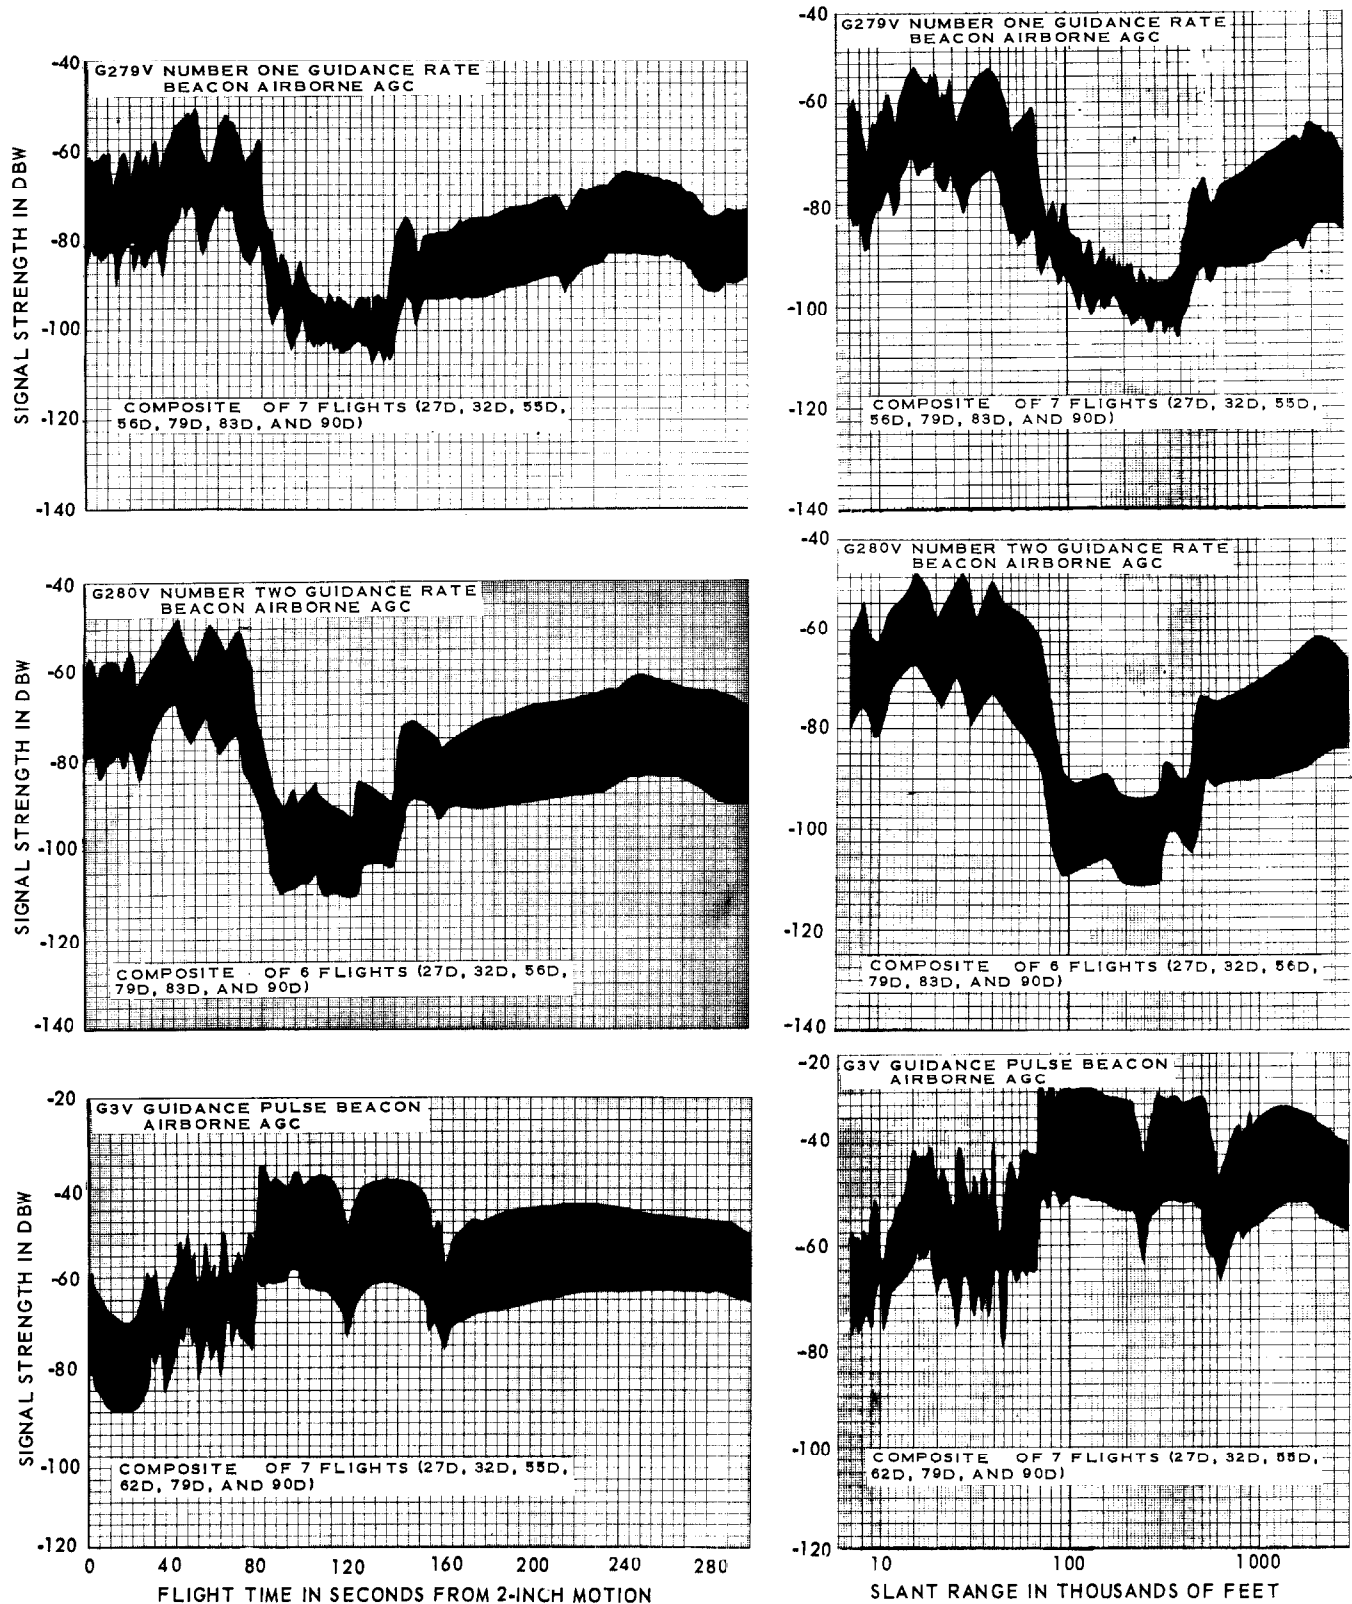 G279V NUMBER ONE GUIDANCE RATE
BEACON AIRBORNE AGC
-40
-60
-80
-100
-120
-140
SIGNAL STRENGTH IN DBW
COMPOSITE OF 7 FLIGHTS (27D, 32D, 55D,
56D, 79D, 83D, AND 90D)
G279V NUMBER ONE GUIDANCE RATE
BEACON AIRBORNE AGC
-40
-60
-80
-100
-120
-140
COMPOSITE OF 7 FLIGHTS (27D, 32D, 55D,
56D, 79D, 83D, AND 90D)
G280V NUMBER TWO GUIDANCE RATE
BEACON AIRBORNE AGC
-40
-60
-80
-100
-120
-140
SIGNAL STRENGTH IN DBW
COMPOSITE OF 6 FLIGHTS (27D, 32D, 56D,
79D, 83D, AND 90D)
G280V NUMBER TWO GUIDANCE RATE
BEACON AIRBORNE AGC
-40
-60
-80
-100
-120
-140
COMPOSITE OF 6 FLIGHTS (27D, 32D, 56D,
79D, 83D, AND 90D)
G3V GUIDANCE PULSE BEACON
AIRBORNE AGC
-20
-40
-60
-80
-100
-120
SIGNAL STRENGTH IN DBW
COMPOSITE OF 7 FLIGHTS (27D, 32D, 55D,
62D, 79D, AND 90D)
0 40 80 120 160 200 240 280
FLIGHT TIME IN SECONDS FROM 2-INCH MOTION
G3V GUIDANCE PULSE BEACON
AIRBORNE AGC
-20
-40
-60
-80
-100
-120
COMPOSITE OF 7 FLIGHTS (27D, 32D, 55D,
62D, 79D, AND 90D)
10 100 1000
SLANT RANGE IN THOUSANDS OF FEET